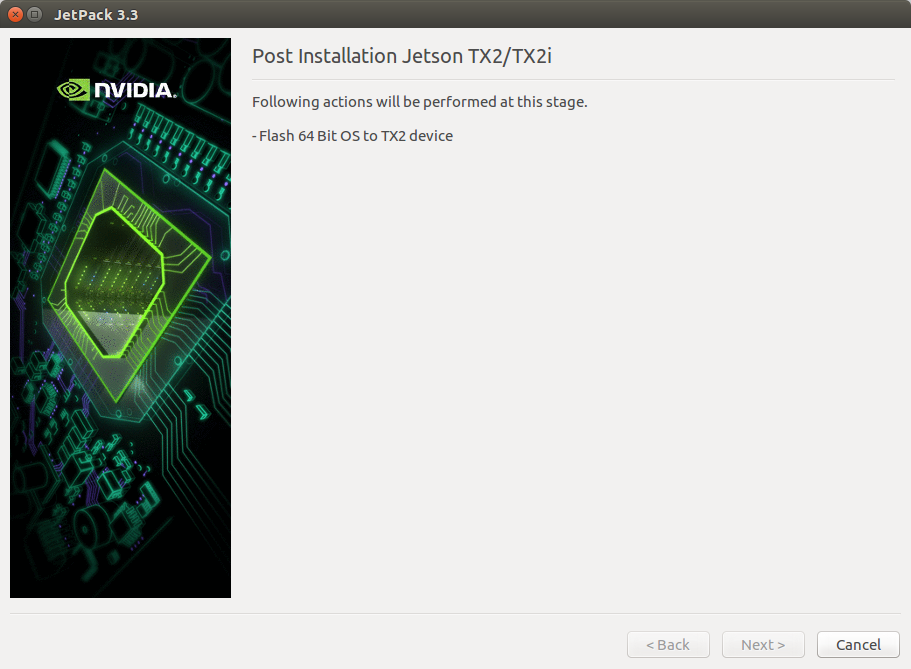 JetPack 3.3
NVIDIA.
Post Installation Jetson TX2/TX2i
Following actions will be performed at this stage.
- Flash 64 Bit OS to TX2 device
< Back
Next >
Cancel